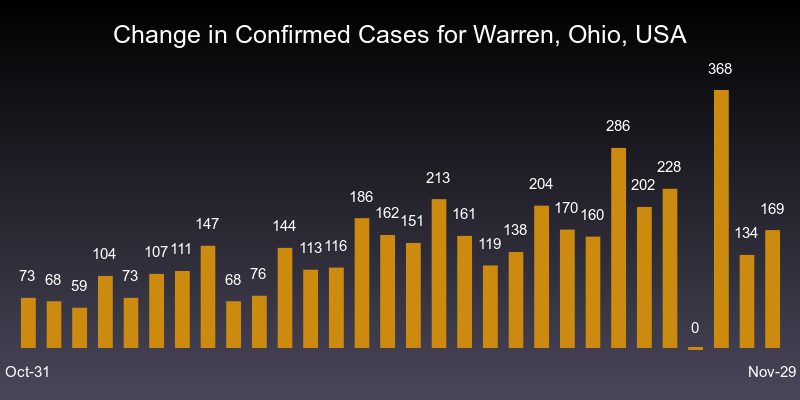 Change in Confirmed Cases for Warren, Ohio, USA
73 68 59 104 73 107 111 147 68 76 144 113 116 186 162 151 213 161 119 138 204 170 160 286 202 228 0 368 134 169
Oct-31 Nov-29